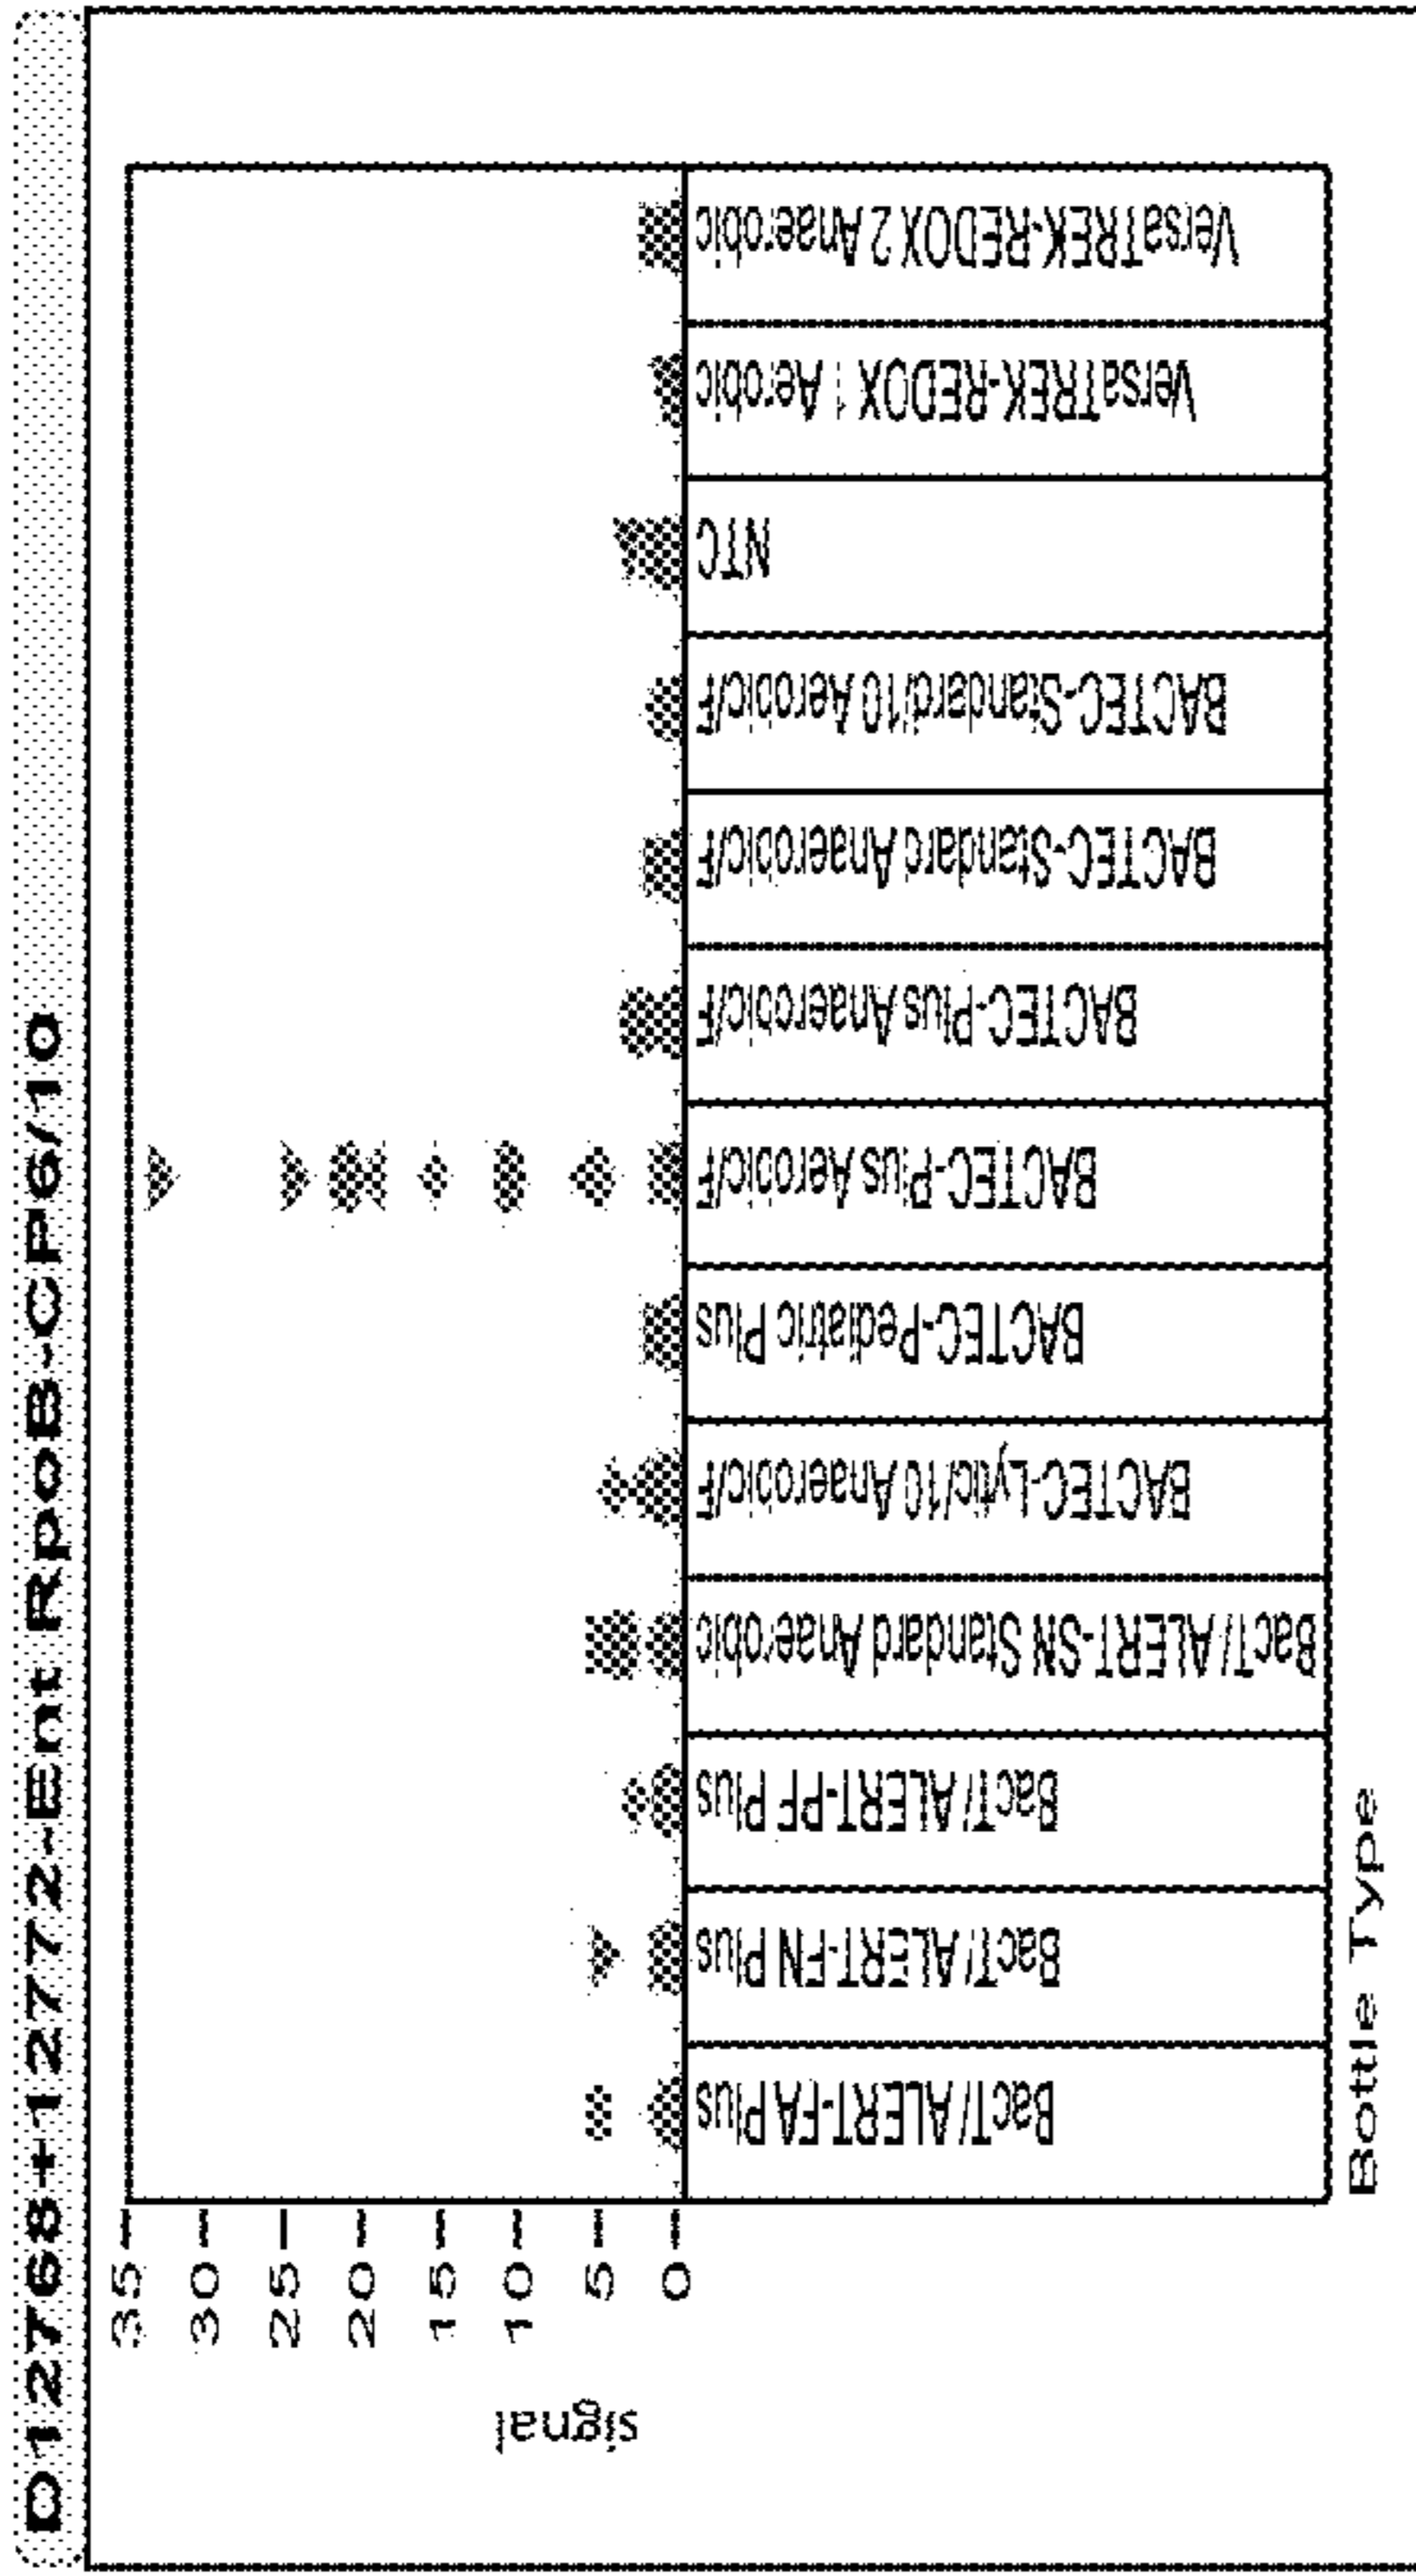 D12768+12772-Ent RpoB-CP6/10
signal
35
30
25
20
15
10
5
0
BacT/ALERT-FA Plus
BacT/ALERT-FN Plus
BacT/ALERT-PF Plus
BacT/ALERT-SN Standard Anaerobic
BACTEC-Lytic/10 Anaerobic/F
BACTEC-Pediatric Plus
BACTEC-Plus Aerobic/F
BACTEC-Plus Anaerobic/F
BACTEC-Standard Anaerobic/F
BACTEC-Standard/10 Aerobic/F
NTC
VersaTREK-REDOX 1 Aerobic
VersaTREK-REDOX 2 Anaerobic
Bottle Type